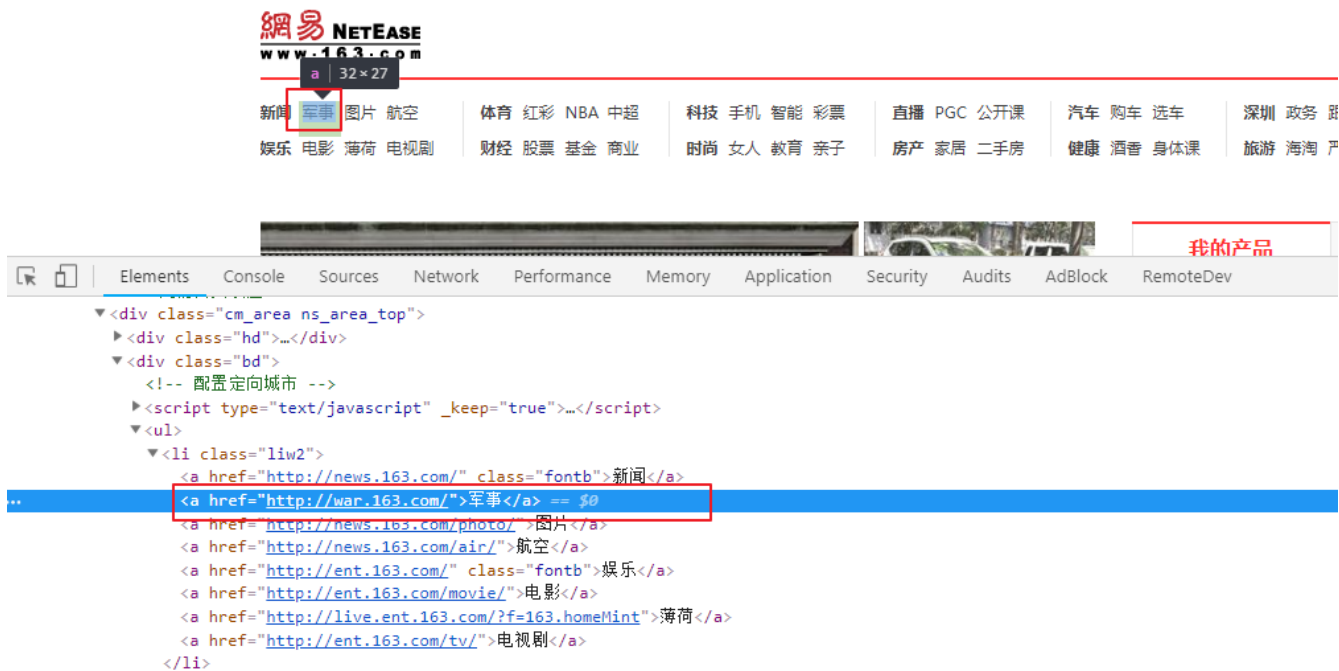 網易 NETEASE
www.163.com
a 32×27
新闻 军事 图片 航空 体育 红彩 NBA 中超 科技 手机 智能 彩票 直播 PGC 公开课 汽车 购车 选车 深圳 政务
娱乐 电影 薄荷 电视剧 财经 股票 基金 商业 时尚 女人 教育 亲子 房产 家居 二手房 健康 酒香 身体课 旅游 海淘
我的产品
Elements Console Sources Network Performance Memory Application Security Audits AdBlock RemoteDev
▼<div class="cm_area ns_area_top">
▶<div class="hd">…</div>
▼<div class="bd">
<!-- 配置定向城市 -->
▶<script type="text/javascript" _keep="true">…</script>
▼<ul>
▼<li class="liw2">
<a href="http://news.163.com/" class="fontb">新闻</a>
<a href="http://war.163.com/">军事</a> == $0
<a href="http://news.163.com/photo/">图片</a>
<a href="http://news.163.com/air/">航空</a>
<a href="http://ent.163.com/" class="fontb">娱乐</a>
<a href="http://ent.163.com/movie/">电影</a>
<a href="http://live.ent.163.com/?f=163.homeMint">薄荷</a>
<a href="http://ent.163.com/tv/">电视剧</a>
</li>